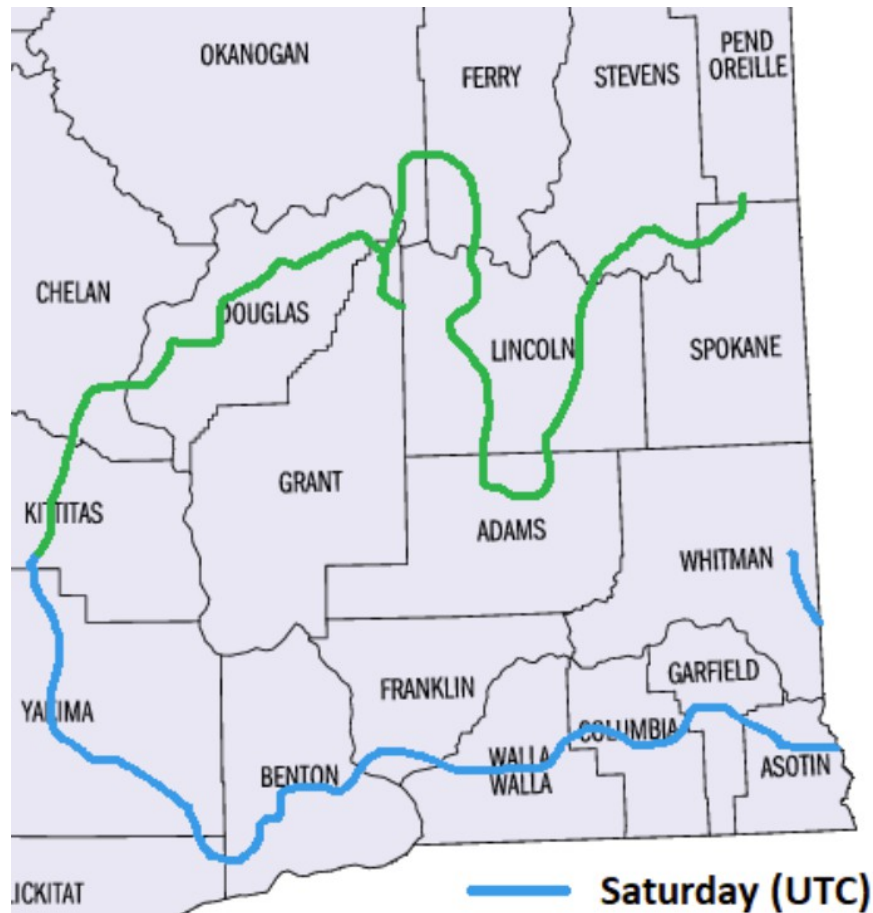 OKANOGAN
FERRY
STEVENS
PEND
OREILLE
CHELAN
DOUGLAS
LINCOLN
SPOKANE
GRANT
KITTITAS
ADAMS
WHITMAN
YAKIMA
FRANKLIN
GARFIELD
COLUMBIA
BENTON
WALLA
WALLA
ASOTIN
LICKITAT
Saturday (UTC)